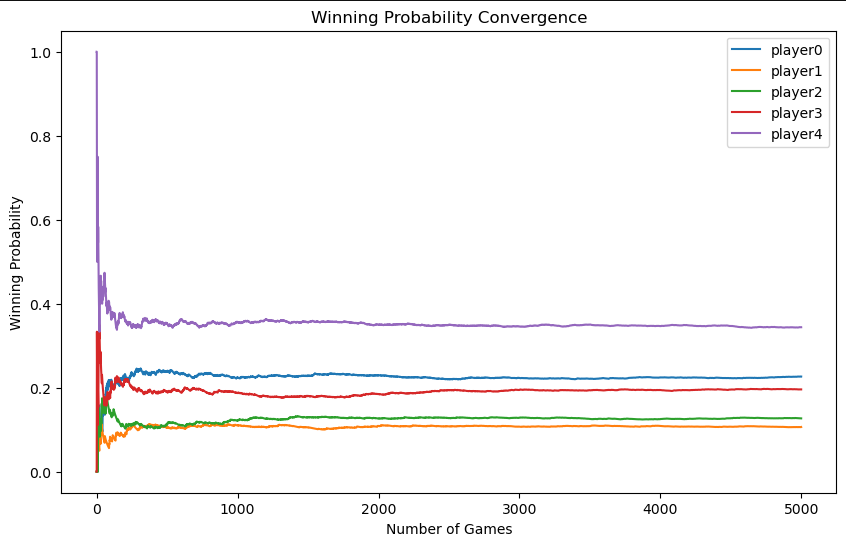 Winning Probability Convergence
player0
player1
player2
player3
player4
1.0
0.8
0.6
0.4
0.2
0.0
Winning Probability
0
1000
2000
3000
4000
5000
Number of Games